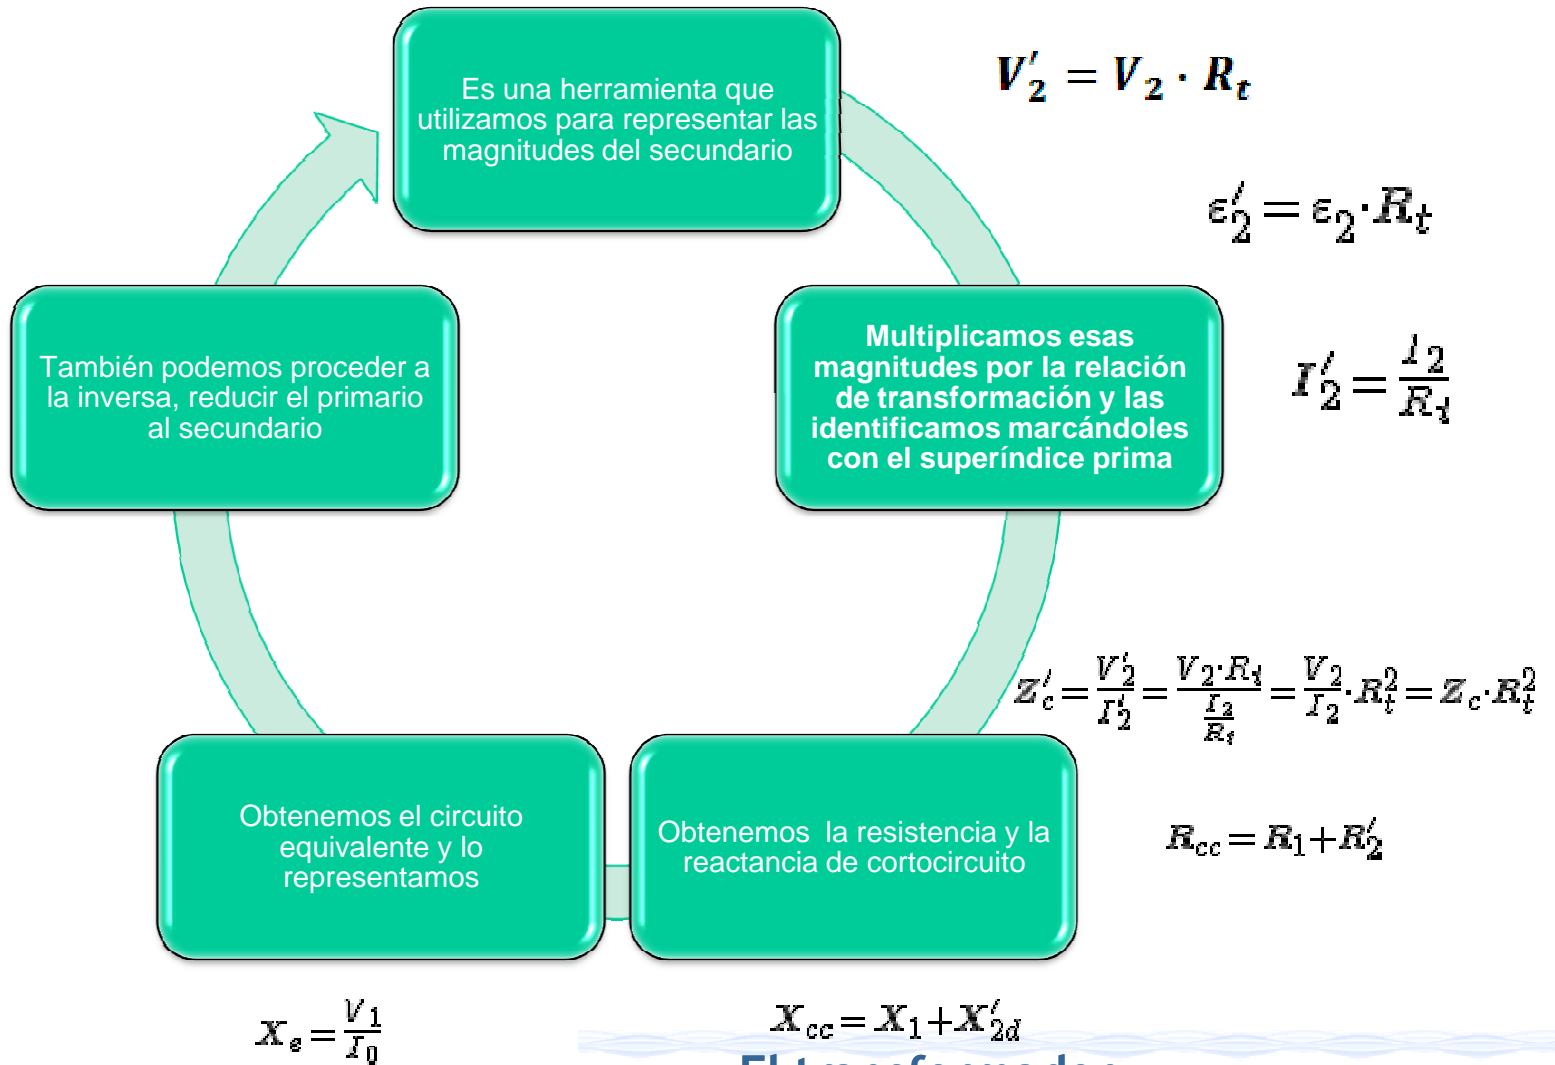 Es una herramienta que
utilizamos para representar las
magnitudes del secundario
V′₂ = V₂ · Rₜ
ε′₂ = ε₂·Rₜ
Multiplicamos esas
magnitudes por la relación
de transformación y las
identificamos marcándoles
con el superíndice prima
I′₂ = I₂/Rₜ
Z′c = V′₂/I′₂ = V₂·Rₜ/(I₂/Rₜ) = V₂/I₂·Rₜ² = Zc·Rₜ²
Obtenemos la resistencia y la
reactancia de cortocircuito
Rcc = R₁+R′₂
Xcc = X₁+X′₂d
Obtenemos el circuito
equivalente y lo
representamos
Xe = V₁/I₀
También podemos proceder a
la inversa, reducir el primario
al secundario
El transformador